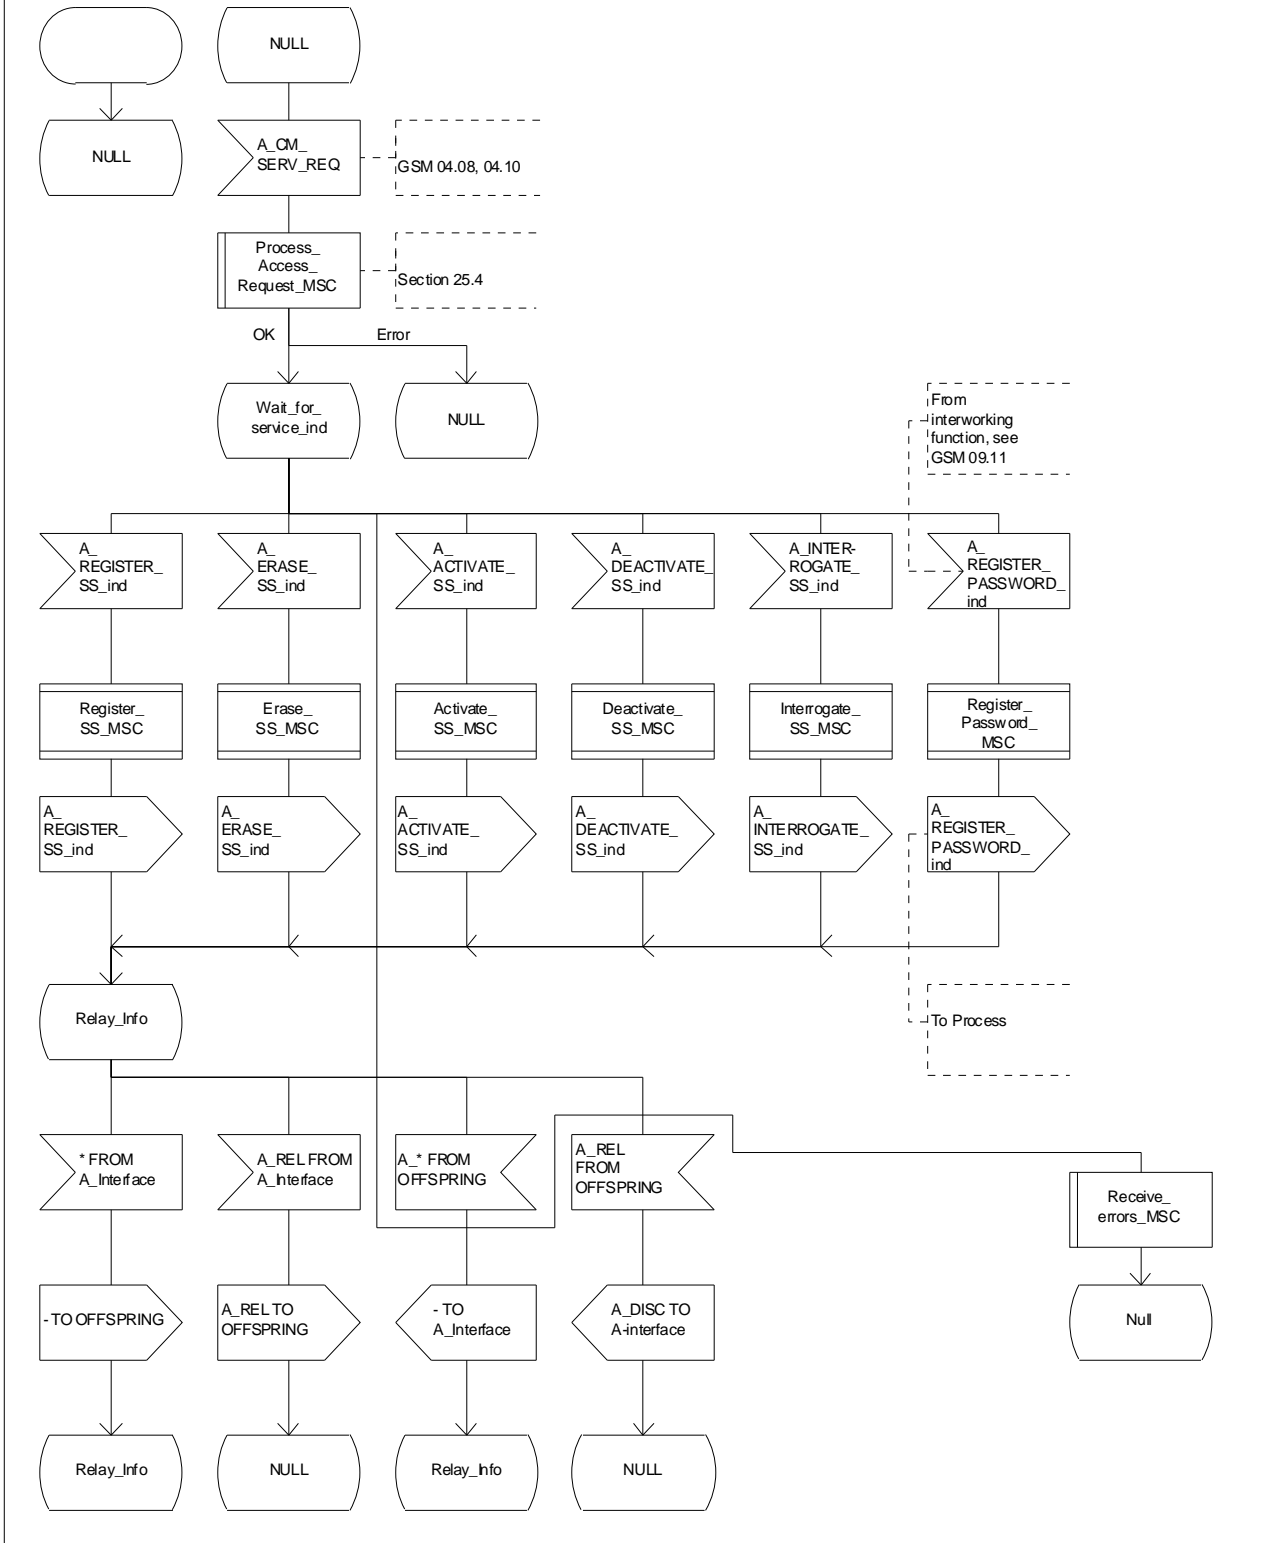 NULL
NULL
A_CM_
SERV_REQ
GSM 04.08, 04.10
Process_
Access_
Request_MSC
Section 25.4
OK
Error
Wait_for_
service_ind
NULL
From
interworking
function, see
GSM 09.11
A_
REGISTER_
SS_ind
A_
ERASE_
SS_ind
A_
ACTIVATE_
SS_ind
A_
DEACTIVATE_
SS_ind
A_INTER-
ROGATE_
SS_ind
A_
REGISTER_
PASSWORD_
ind
Register_
SS_MSC
Erase_
SS_MSC
Activate_
SS_MSC
Deactivate_
SS_MSC
Interrogate_
SS_MSC
Register_
Password_
MSC
A_
REGISTER_
SS_ind
A_
ERASE_
SS_ind
A_
ACTIVATE_
SS_ind
A_
DEACTIVATE_
SS_ind
A_
INTERROGATE_
SS_ind
A_
REGISTER_
PASSWORD_
ind
Relay_Info
To Process
* FROM
A_Interface
A_REL FROM
A_Interface
A_* FROM
OFFSPRING
A_REL
FROM
OFFSPRING
Receive_
errors_MSC
- TO OFFSPRING
A_REL TO
OFFSPRING
- TO
A_Interface
A_DISC TO
A-interface
Null
Relay_Info
NULL
Relay_Info
NULL